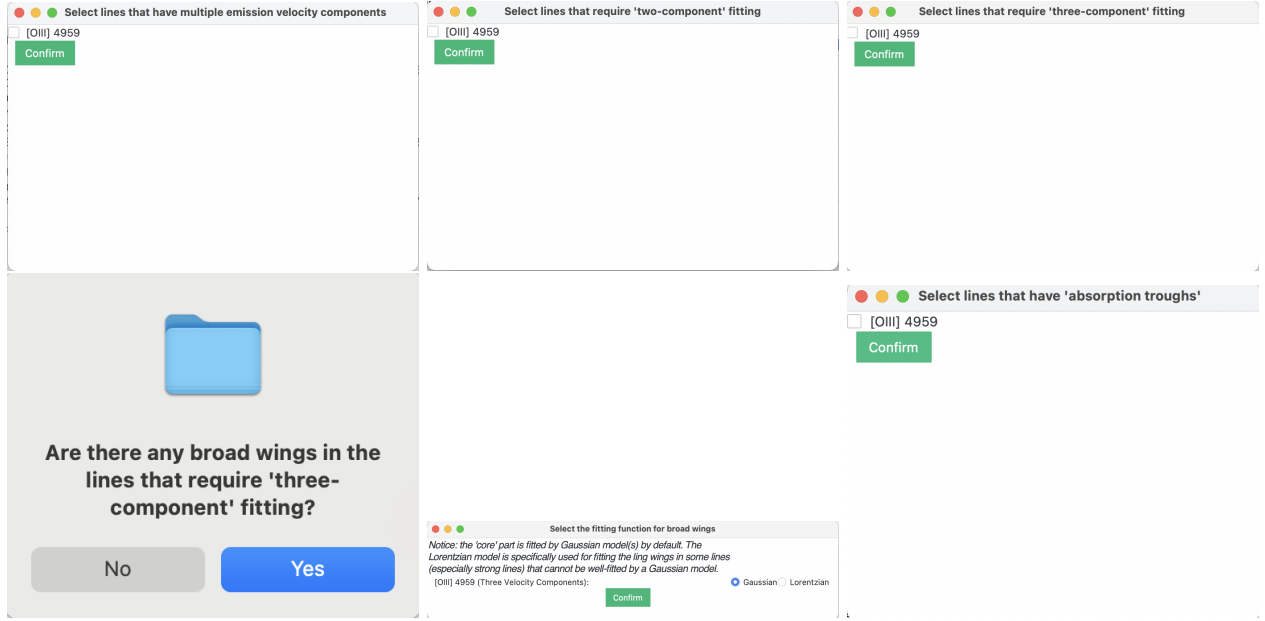 Select lines that have multiple emission velocity components
[OIII] 4959
Confirm
Select lines that require 'two-component' fitting
[OIII] 4959
Confirm
Select lines that require 'three-component' fitting
[OIII] 4959
Confirm
Are there any broad wings in the
lines that require 'three-
component' fitting?
No
Yes
Select the fitting function for broad wings
Notice: the 'core' part is fitted by Gaussian model(s) by default. The
Lorentzian model is specifically used for fitting the ling wings in some lines
(especially strong lines) that cannot be well-fitted by a Gaussian model.
[OIII] 4959 (Three Velocity Components):
Gaussian
Lorentzian
Confirm
Select lines that have 'absorption troughs'
[OIII] 4959
Confirm